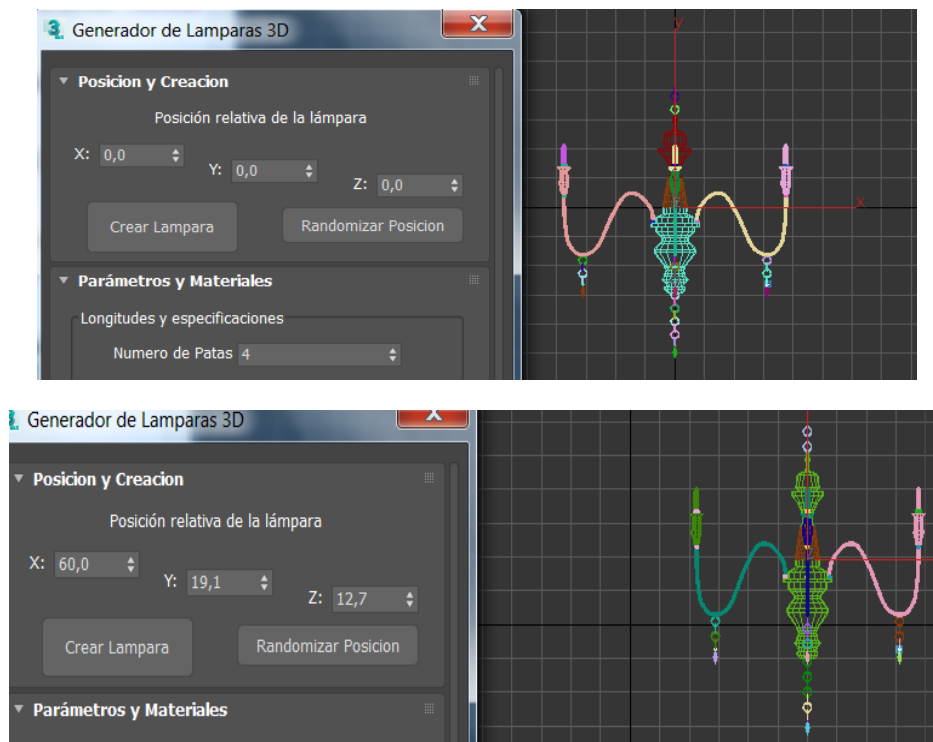 Generador de Lamparas 3D
X
Posicion y Creacion
Posición relativa de la lámpara
X: 0,0
Y: 0,0
Z: 0,0
Crear Lampara
Randomizar Posicion
Parámetros y Materiales
Longitudes y especificaciones
Numero de Patas 4
y
x
Generador de Lamparas 3D
X
Posicion y Creacion
Posición relativa de la lámpara
X: 60,0
Y: 19,1
Z: 12,7
Crear Lampara
Randomizar Posicion
Parámetros y Materiales